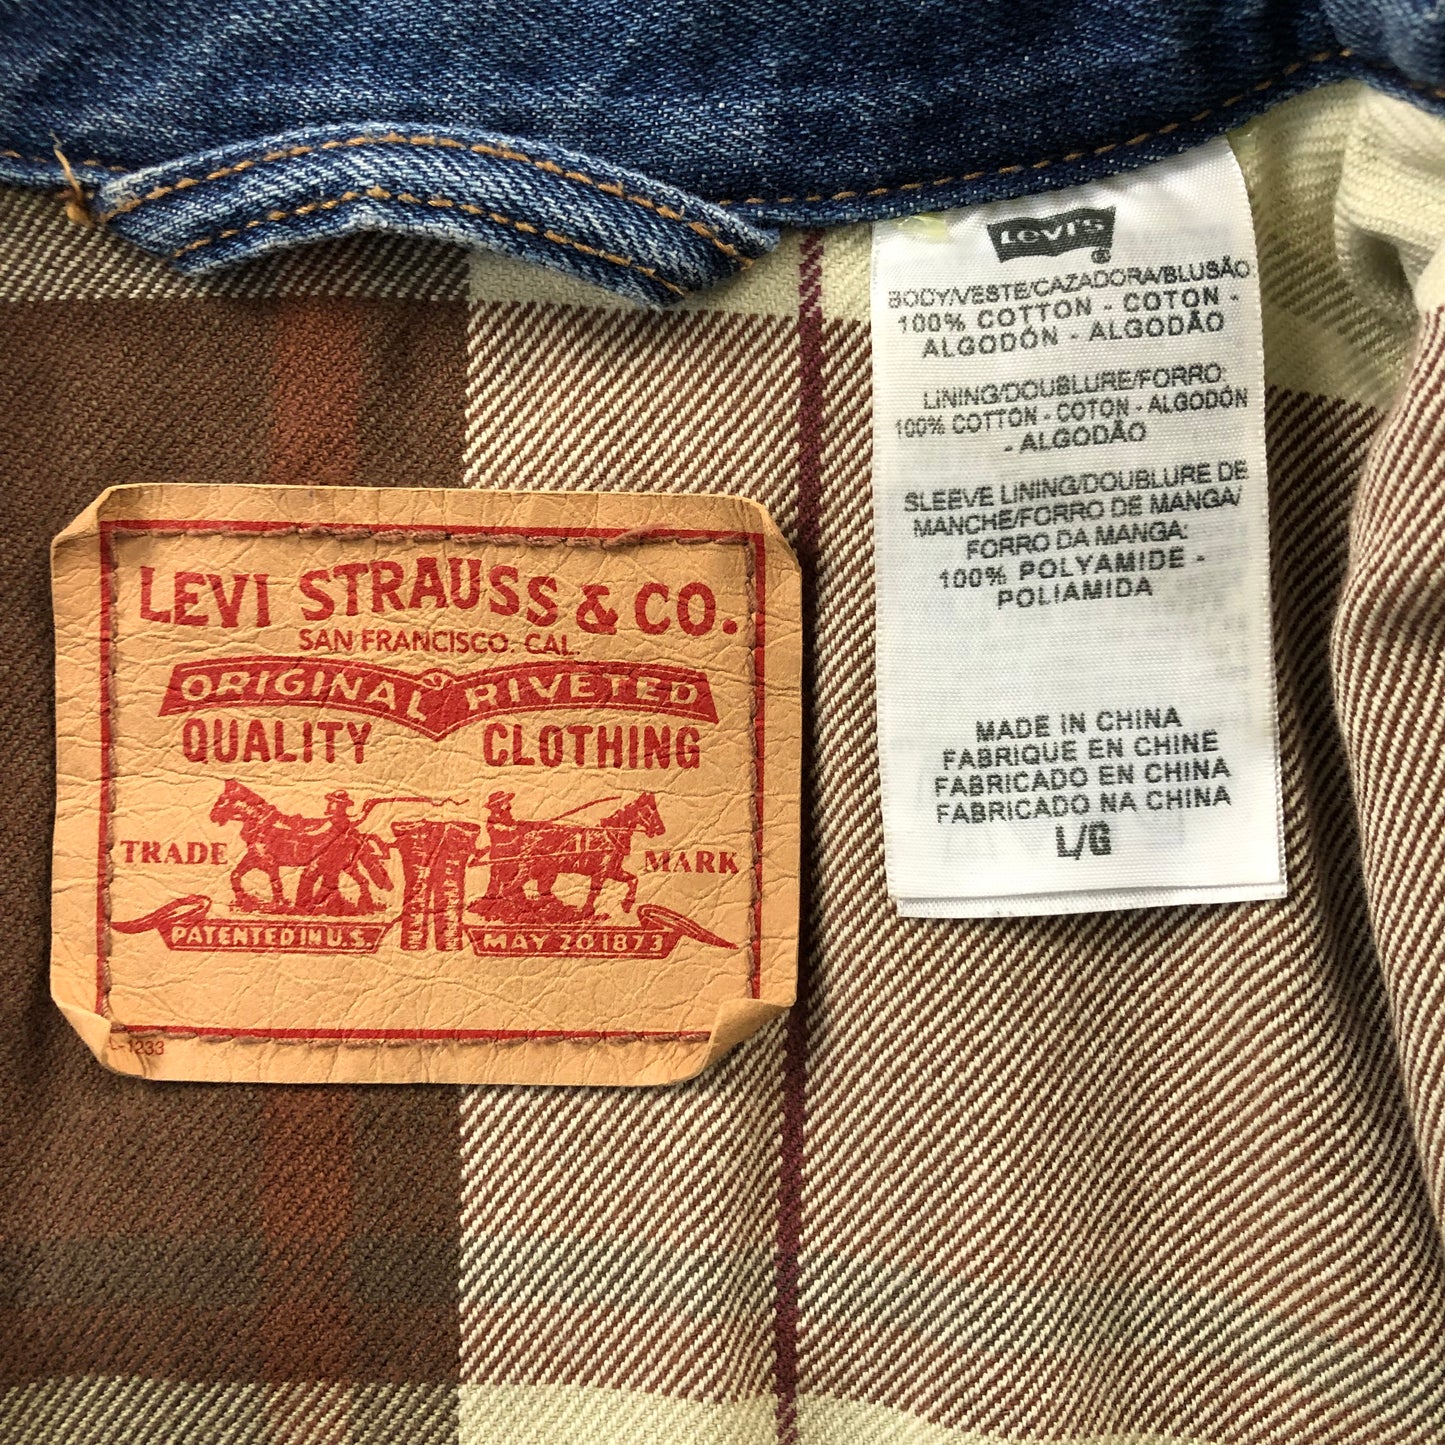 LEVI STRAUSS & CO.
SAN FRANCISCO. CAL.
ORIGINAL RIVETED
QUALITY CLOTHING
TRADE MARK
PATENTED IN U.S. MAY 20 1873
L-1233
Levi's
®
BODY/VESTE/CAZADORA/BLUSÃO
100% COTTON - COTON -
ALGODÓN - ALGODÃO
LINING/DOUBLURE/FORRO:
100% COTTON - COTON - ALGODÓN
- ALGODÃO
SLEEVE LINING/DOUBLURE DE
MANCHE/FORRO DE MANGA/
FORRO DA MANGA:
100% POLYAMIDE -
POLIAMIDA
MADE IN CHINA
FABRIQUE EN CHINE
FABRICADO EN CHINA
FABRICADO NA CHINA
L/G